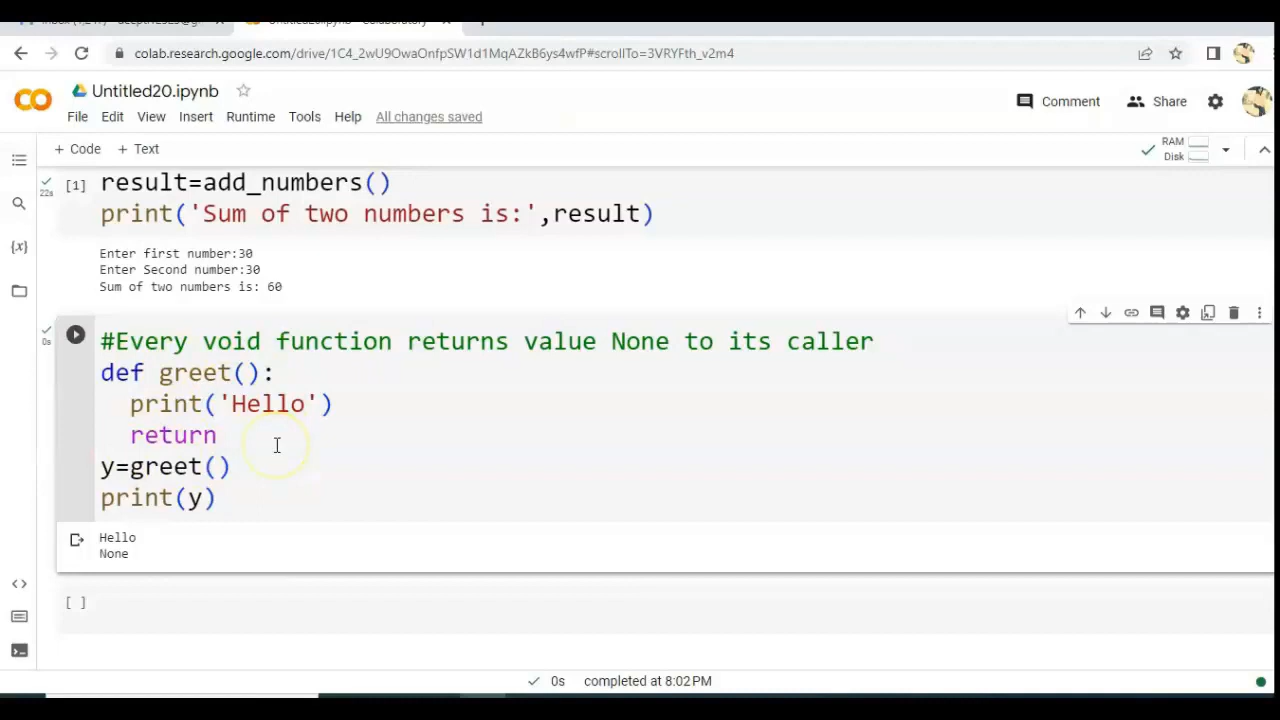 colab.research.google.com/drive/1C4_2wU9OwaOnfpSW1d1MqAZkB6ys4wfP#scrollTo=3VRYFth_v2m4
Untitled20.ipynb
Comment
Share
File Edit View Insert Runtime Tools Help All changes saved
+ Code + Text
RAM
Disk
22s
[1] result=add_numbers()
print('Sum of two numbers is:',result)
Enter first number:30
Enter Second number:30
Sum of two numbers is: 60
0s
#Every void function returns value None to its caller
def greet():
print('Hello')
return
y=greet()
print(y)
Hello
None
[ ]
0s completed at 8:02 PM